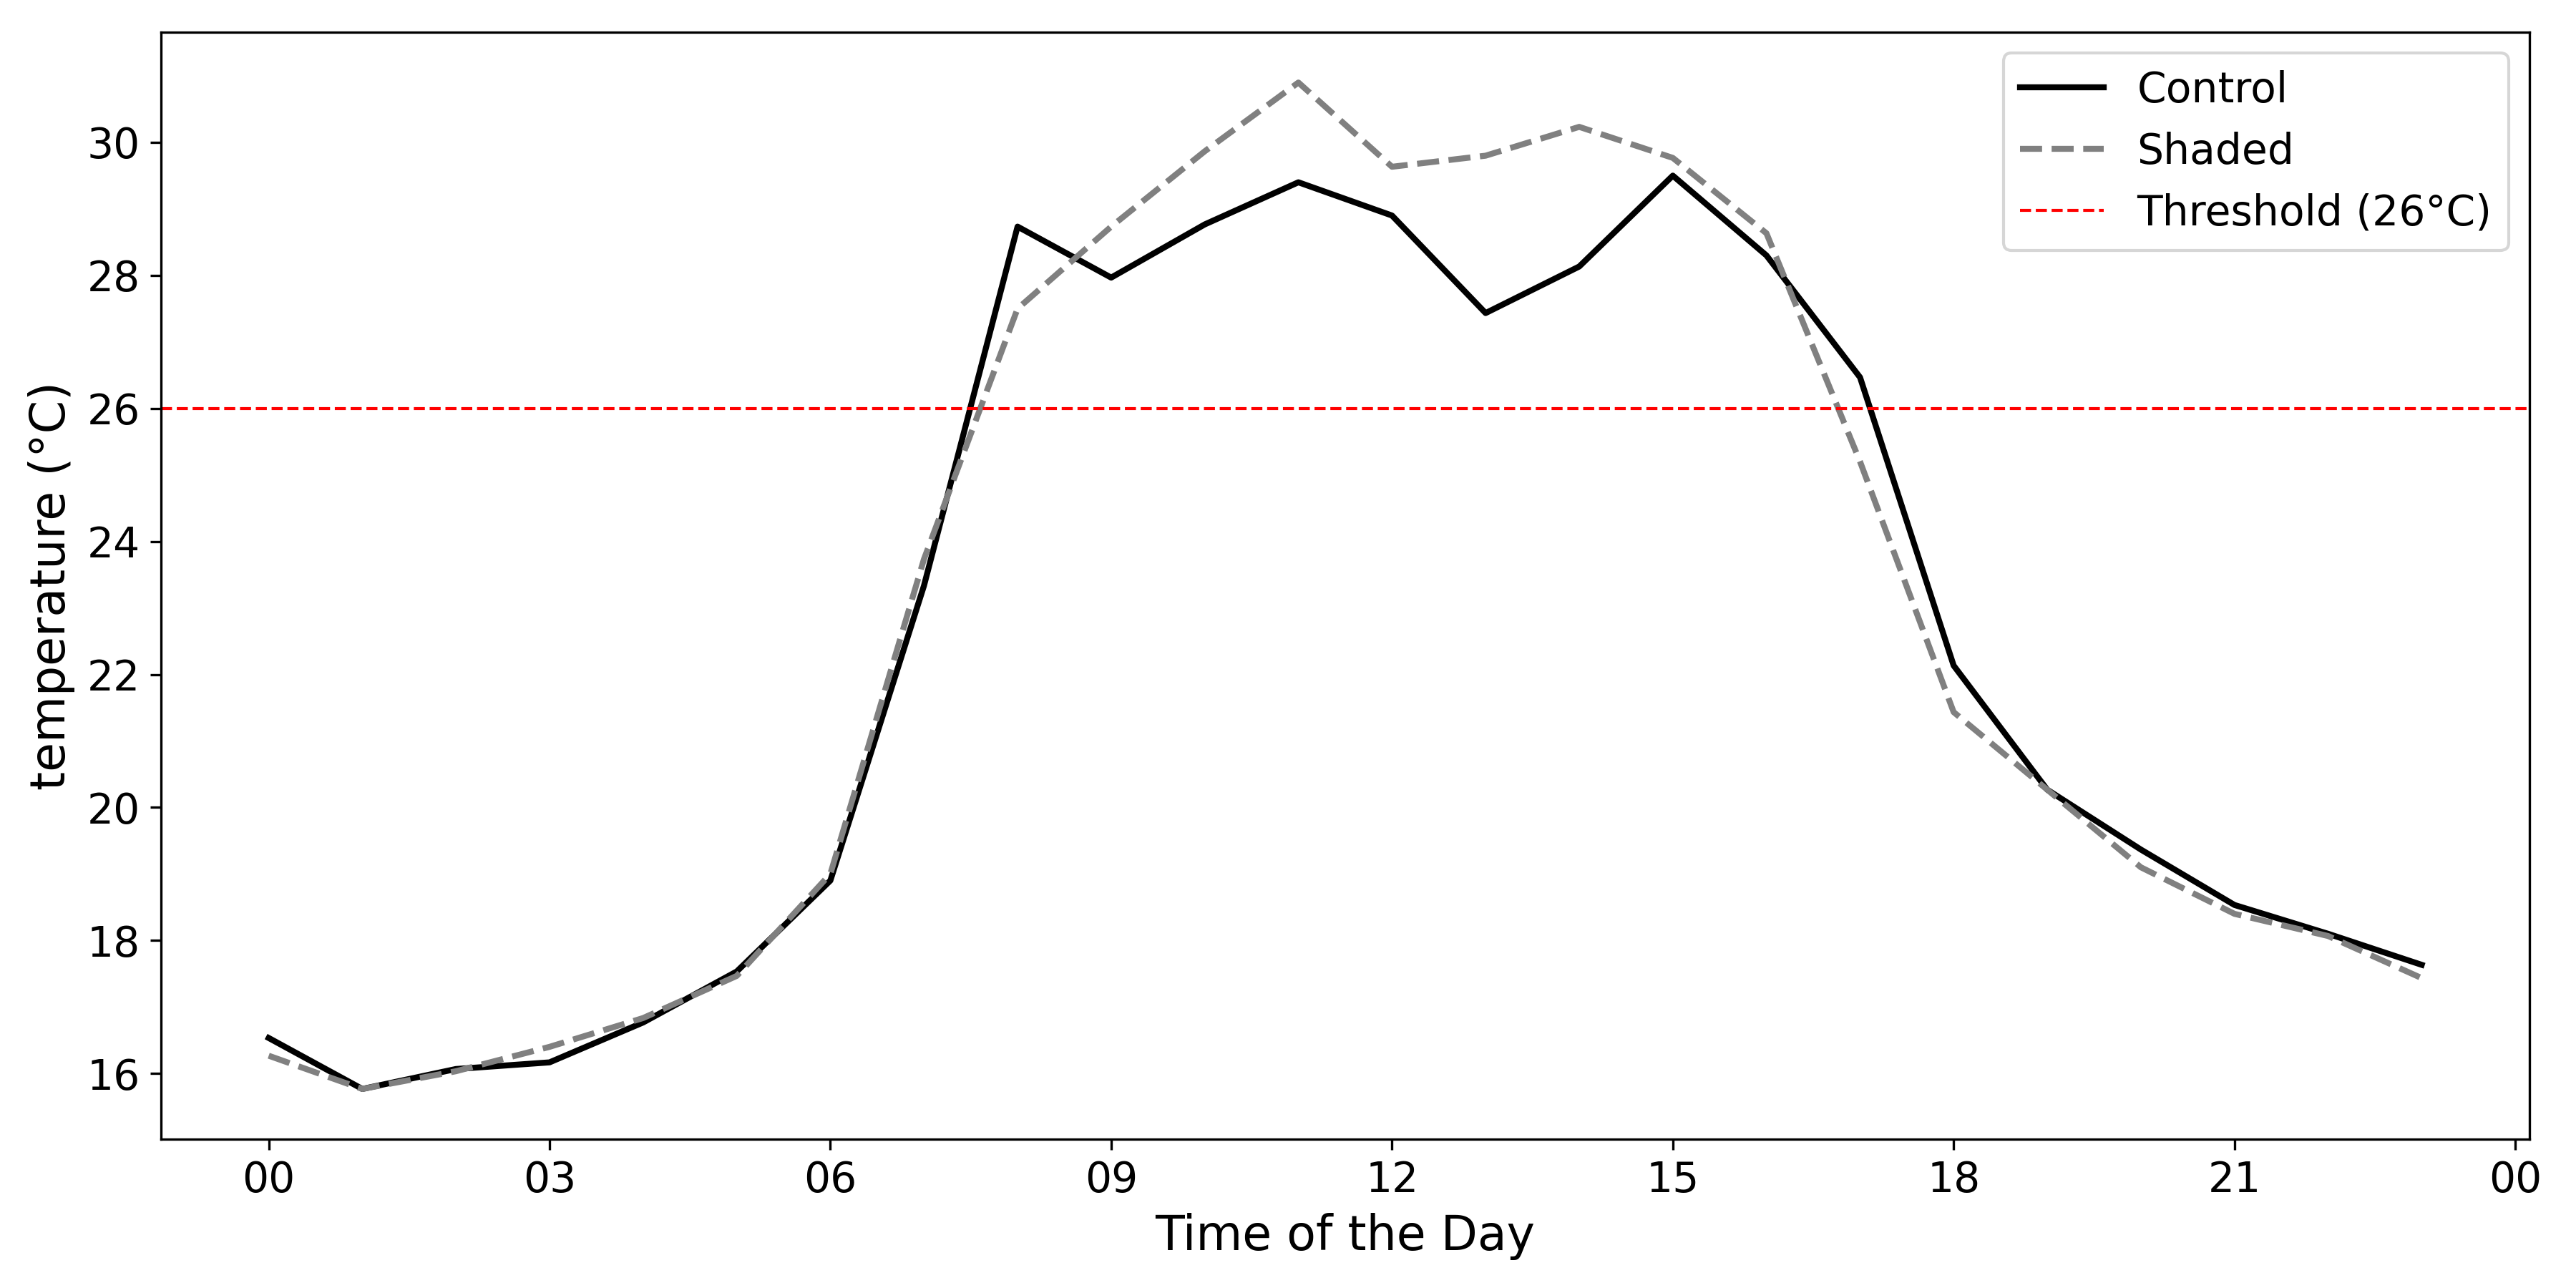 Control
Shaded
Threshold (26°C)
temperature (°C)
30
28
26
24
22
20
18
16
00 03 06 09 12 15 18 21 00
Time of the Day